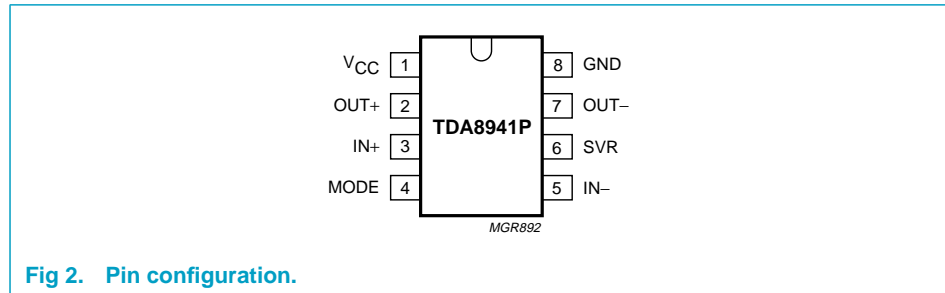 VCC 1 8 GND
OUT+ 2 7 OUT−
TDA8941P
IN+ 3 6 SVR
MODE 4 5 IN−
MGR892
Fig 2. Pin configuration.